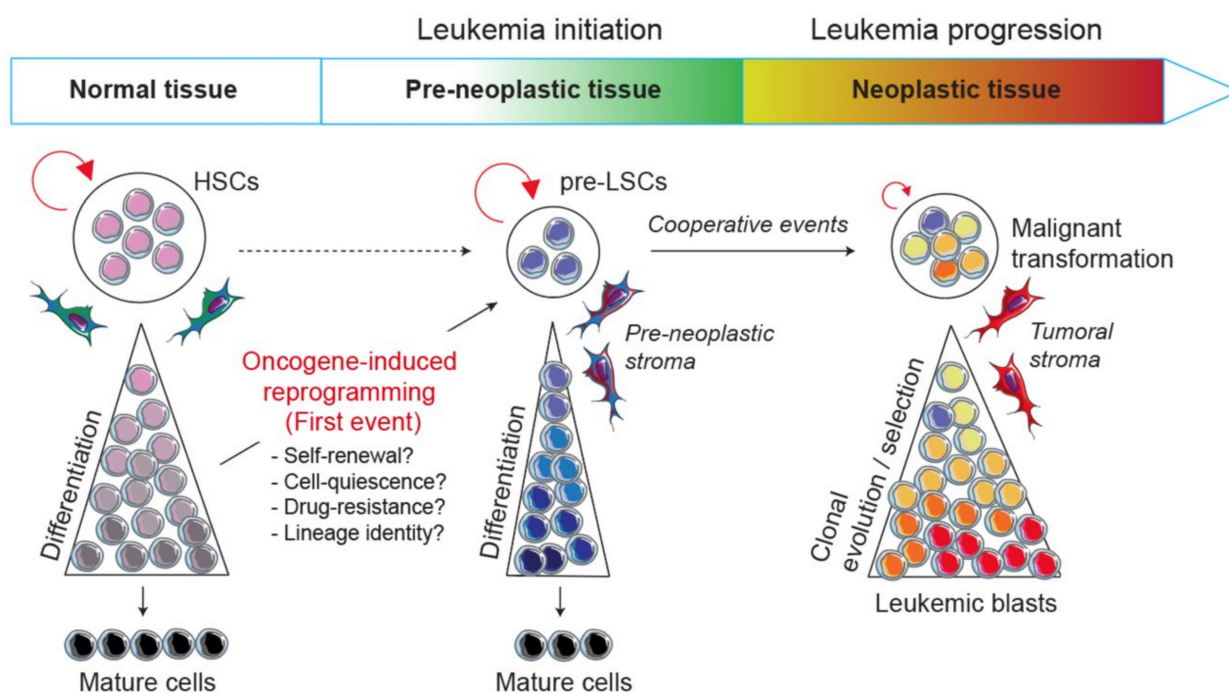 Leukemia initiation
Leukemia progression
Normal tissue
Pre-neoplastic tissue
Neoplastic tissue
HSCs
pre-LSCs
Cooperative events
Malignant
transformation
Pre-neoplastic
stroma
Tumoral
stroma
Oncogene-induced
reprogramming
(First event)
- Self-renewal?
- Cell-quiescence?
- Drug-resistance?
- Lineage identity?
Differentiation
Differentiation
Clonal
evolution / selection
Leukemic blasts
Mature cells
Mature cells